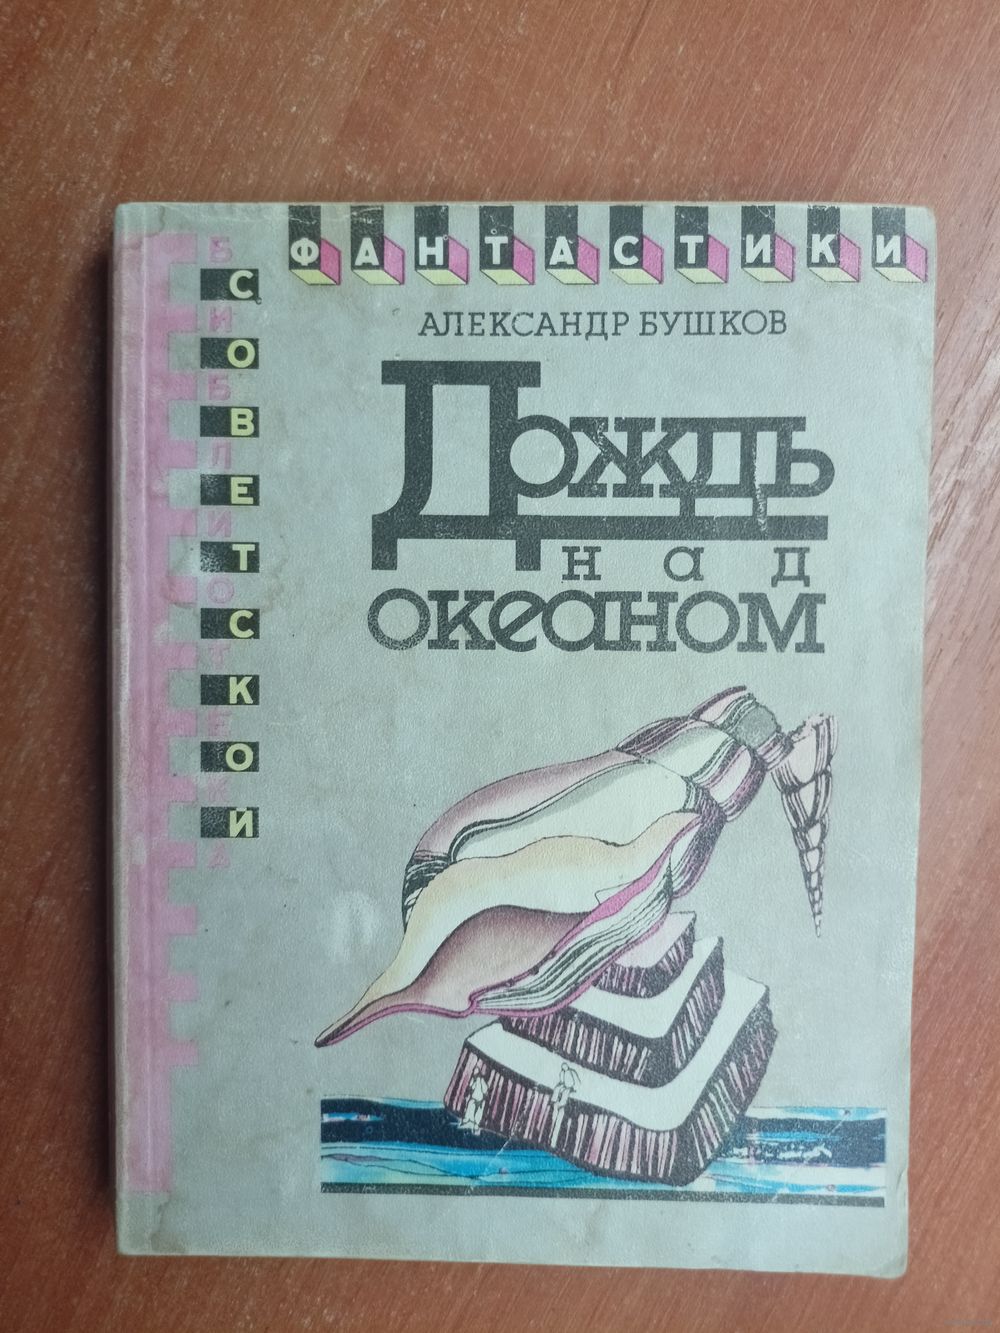 БИБЛИОТЕКА
СОВЕТСКОЙ
ФАНТАСТИКИ
АЛЕКСАНДР БУШКОВ
Дождь
над
океаном